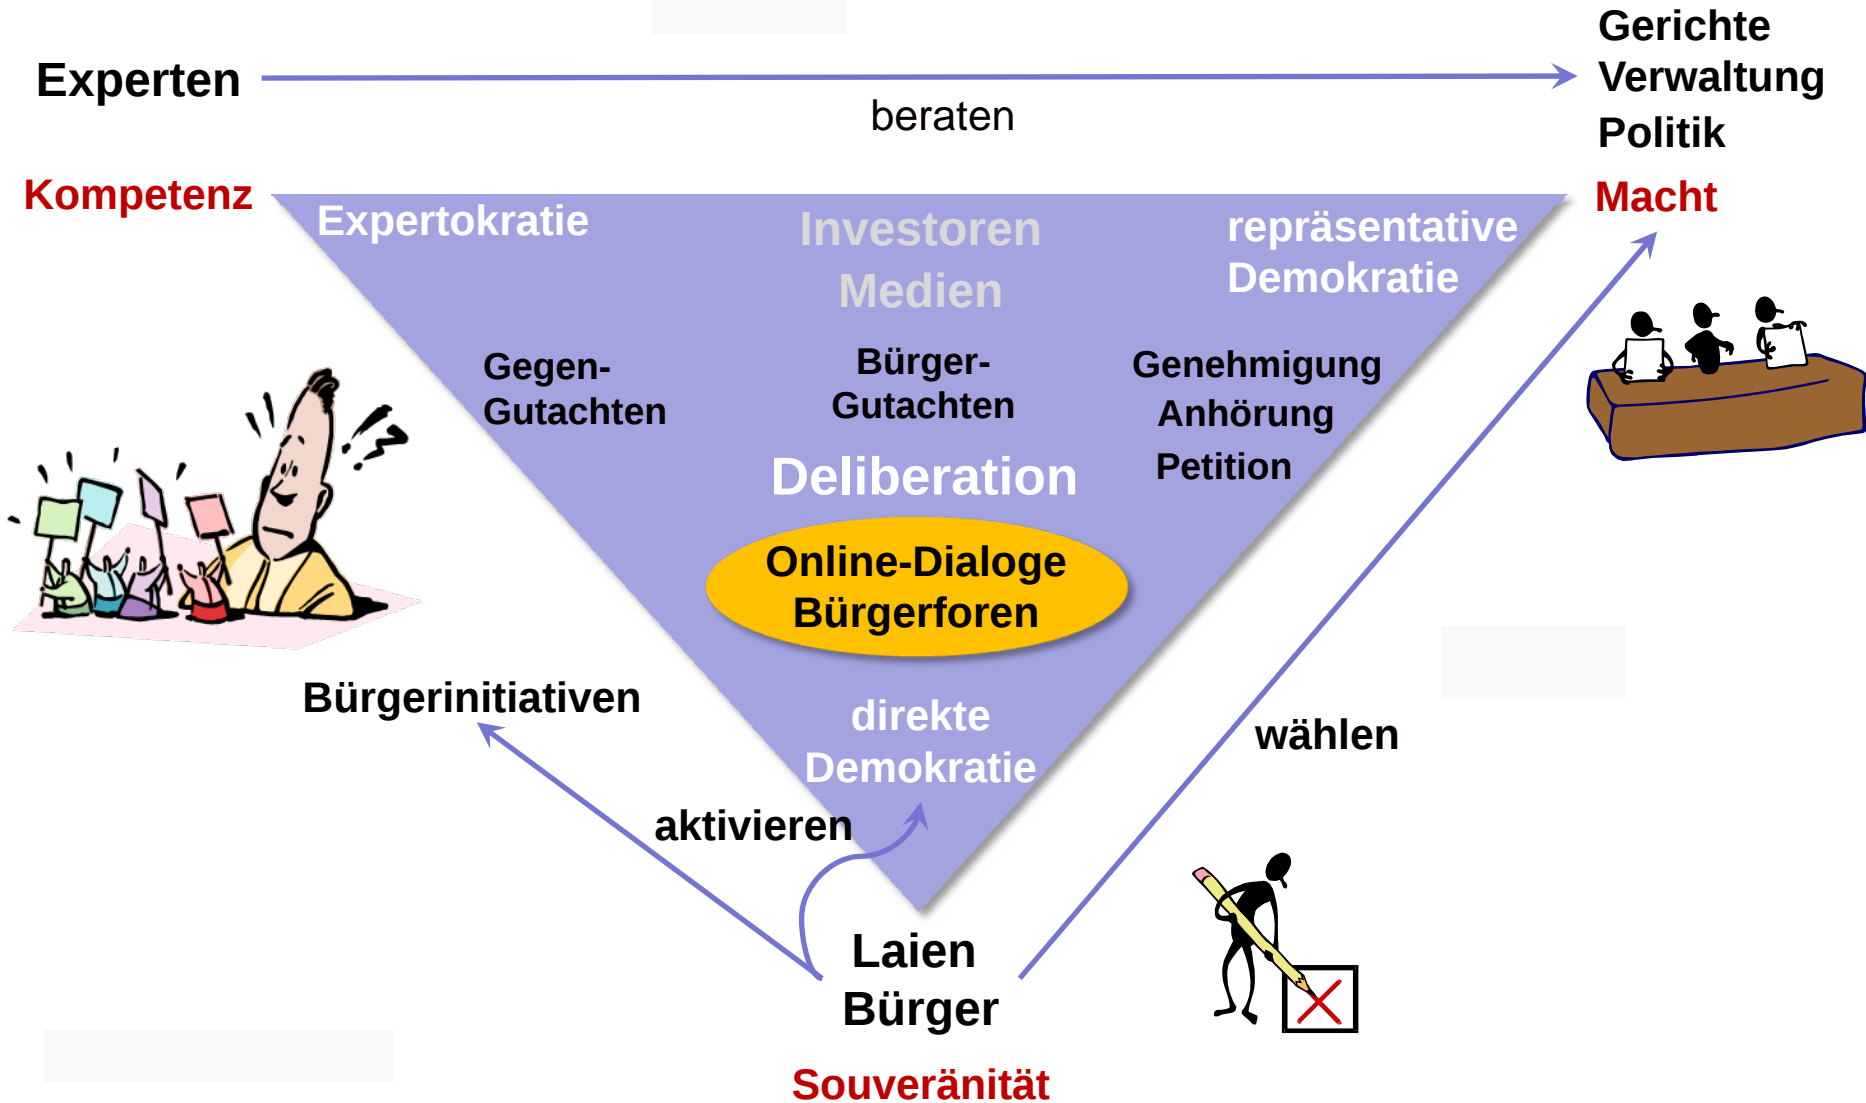 Experten
beraten
Gerichte
Verwaltung
Politik
Kompetenz
Macht
Expertokratie
Investoren
Medien
repräsentative
Demokratie
Gegen-
Gutachten
Bürger-
Gutachten
Genehmigung
Anhörung
Petition
Deliberation
Online-Dialoge
Bürgerforen
Bürgerinitiativen
direkte
Demokratie
wählen
aktivieren
Laien
Bürger
Souveränität